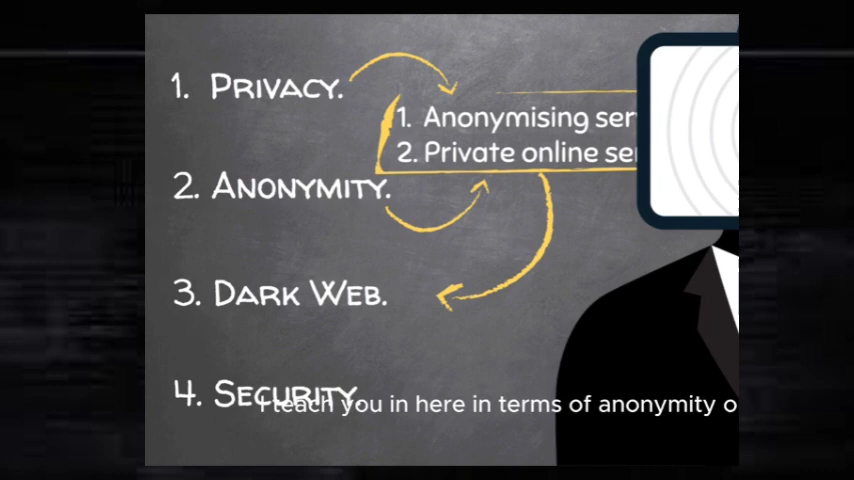 1. PRIVACY.
1. Anonymising ser
2. Private online se
2. ANONYMITY.
3. DARK WEB.
4. SECURITY.
I teach you in here in terms of anonymity o